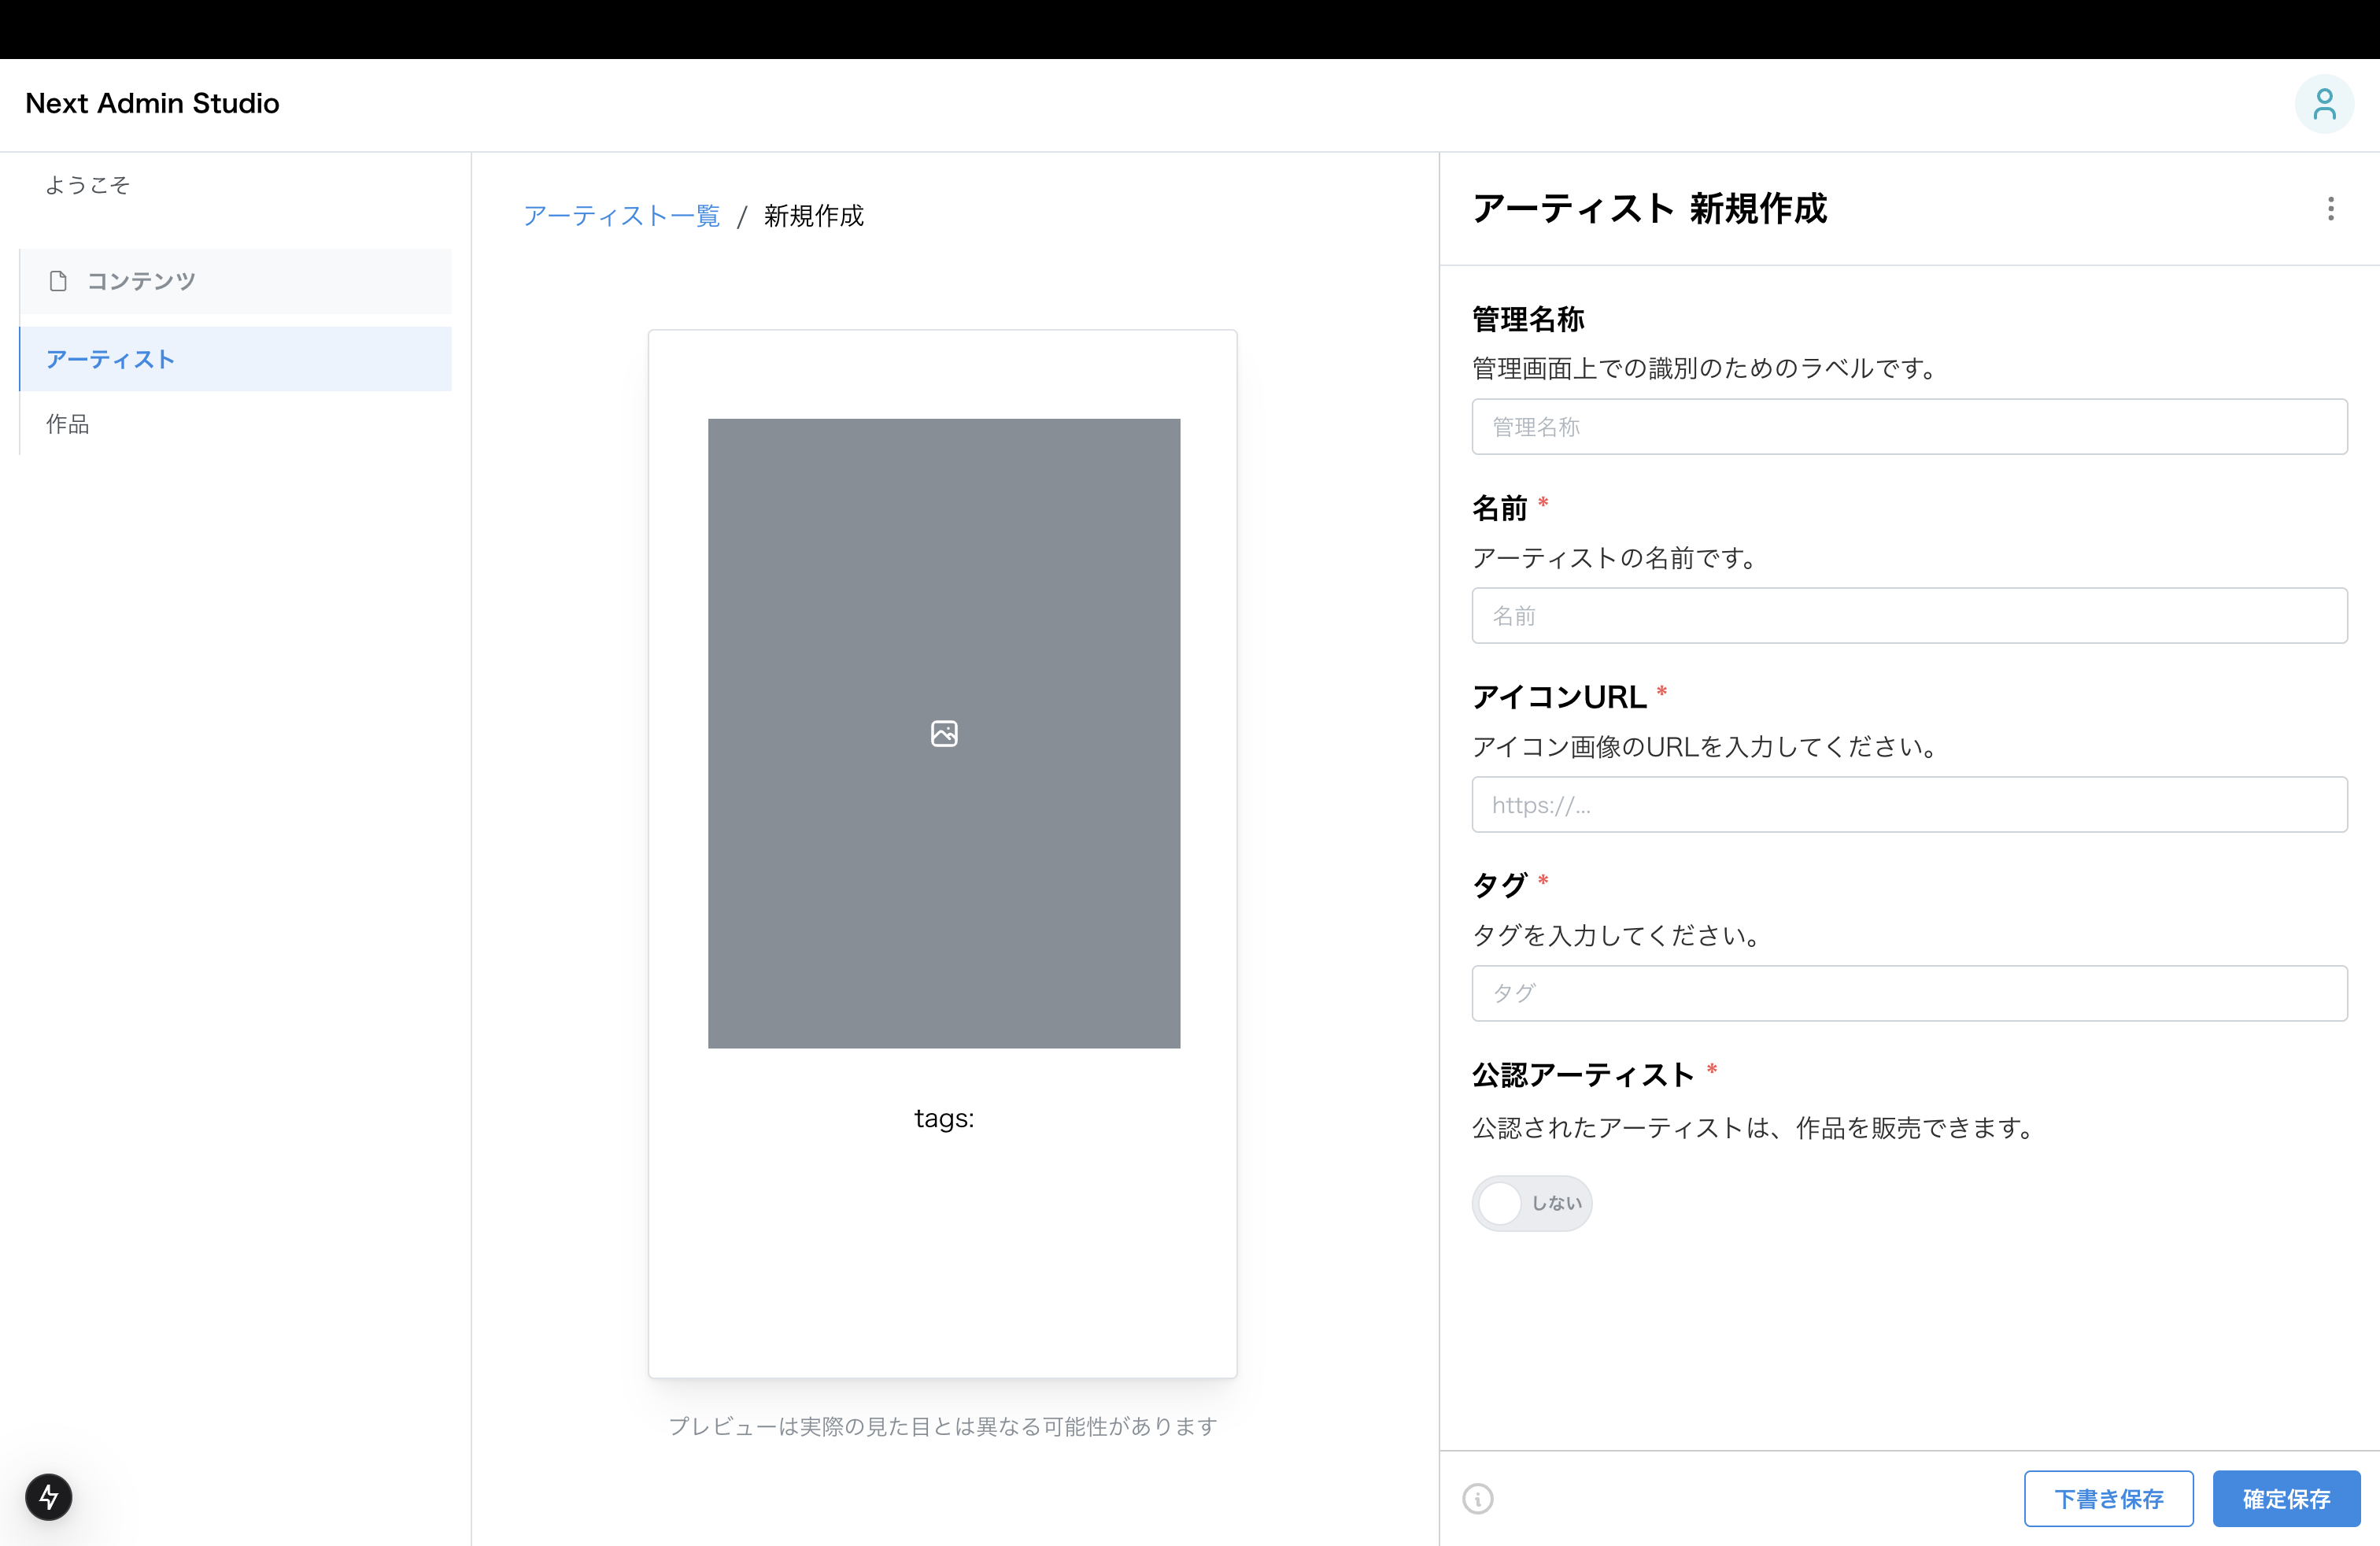 Next Admin Studio
ようこそ
コンテンツ
アーティスト
作品
アーティスト一覧 / 新規作成
tags:
プレビューは実際の見た目とは異なる可能性があります
アーティスト 新規作成
管理名称
管理画面上での識別のためのラベルです。
管理名称
名前 *
アーティストの名前です。
名前
アイコンURL *
アイコン画像のURLを入力してください。
https://...
タグ *
タグを入力してください。
タグ
公認アーティスト *
公認されたアーティストは、作品を販売できます。
しない
下書き保存
確定保存